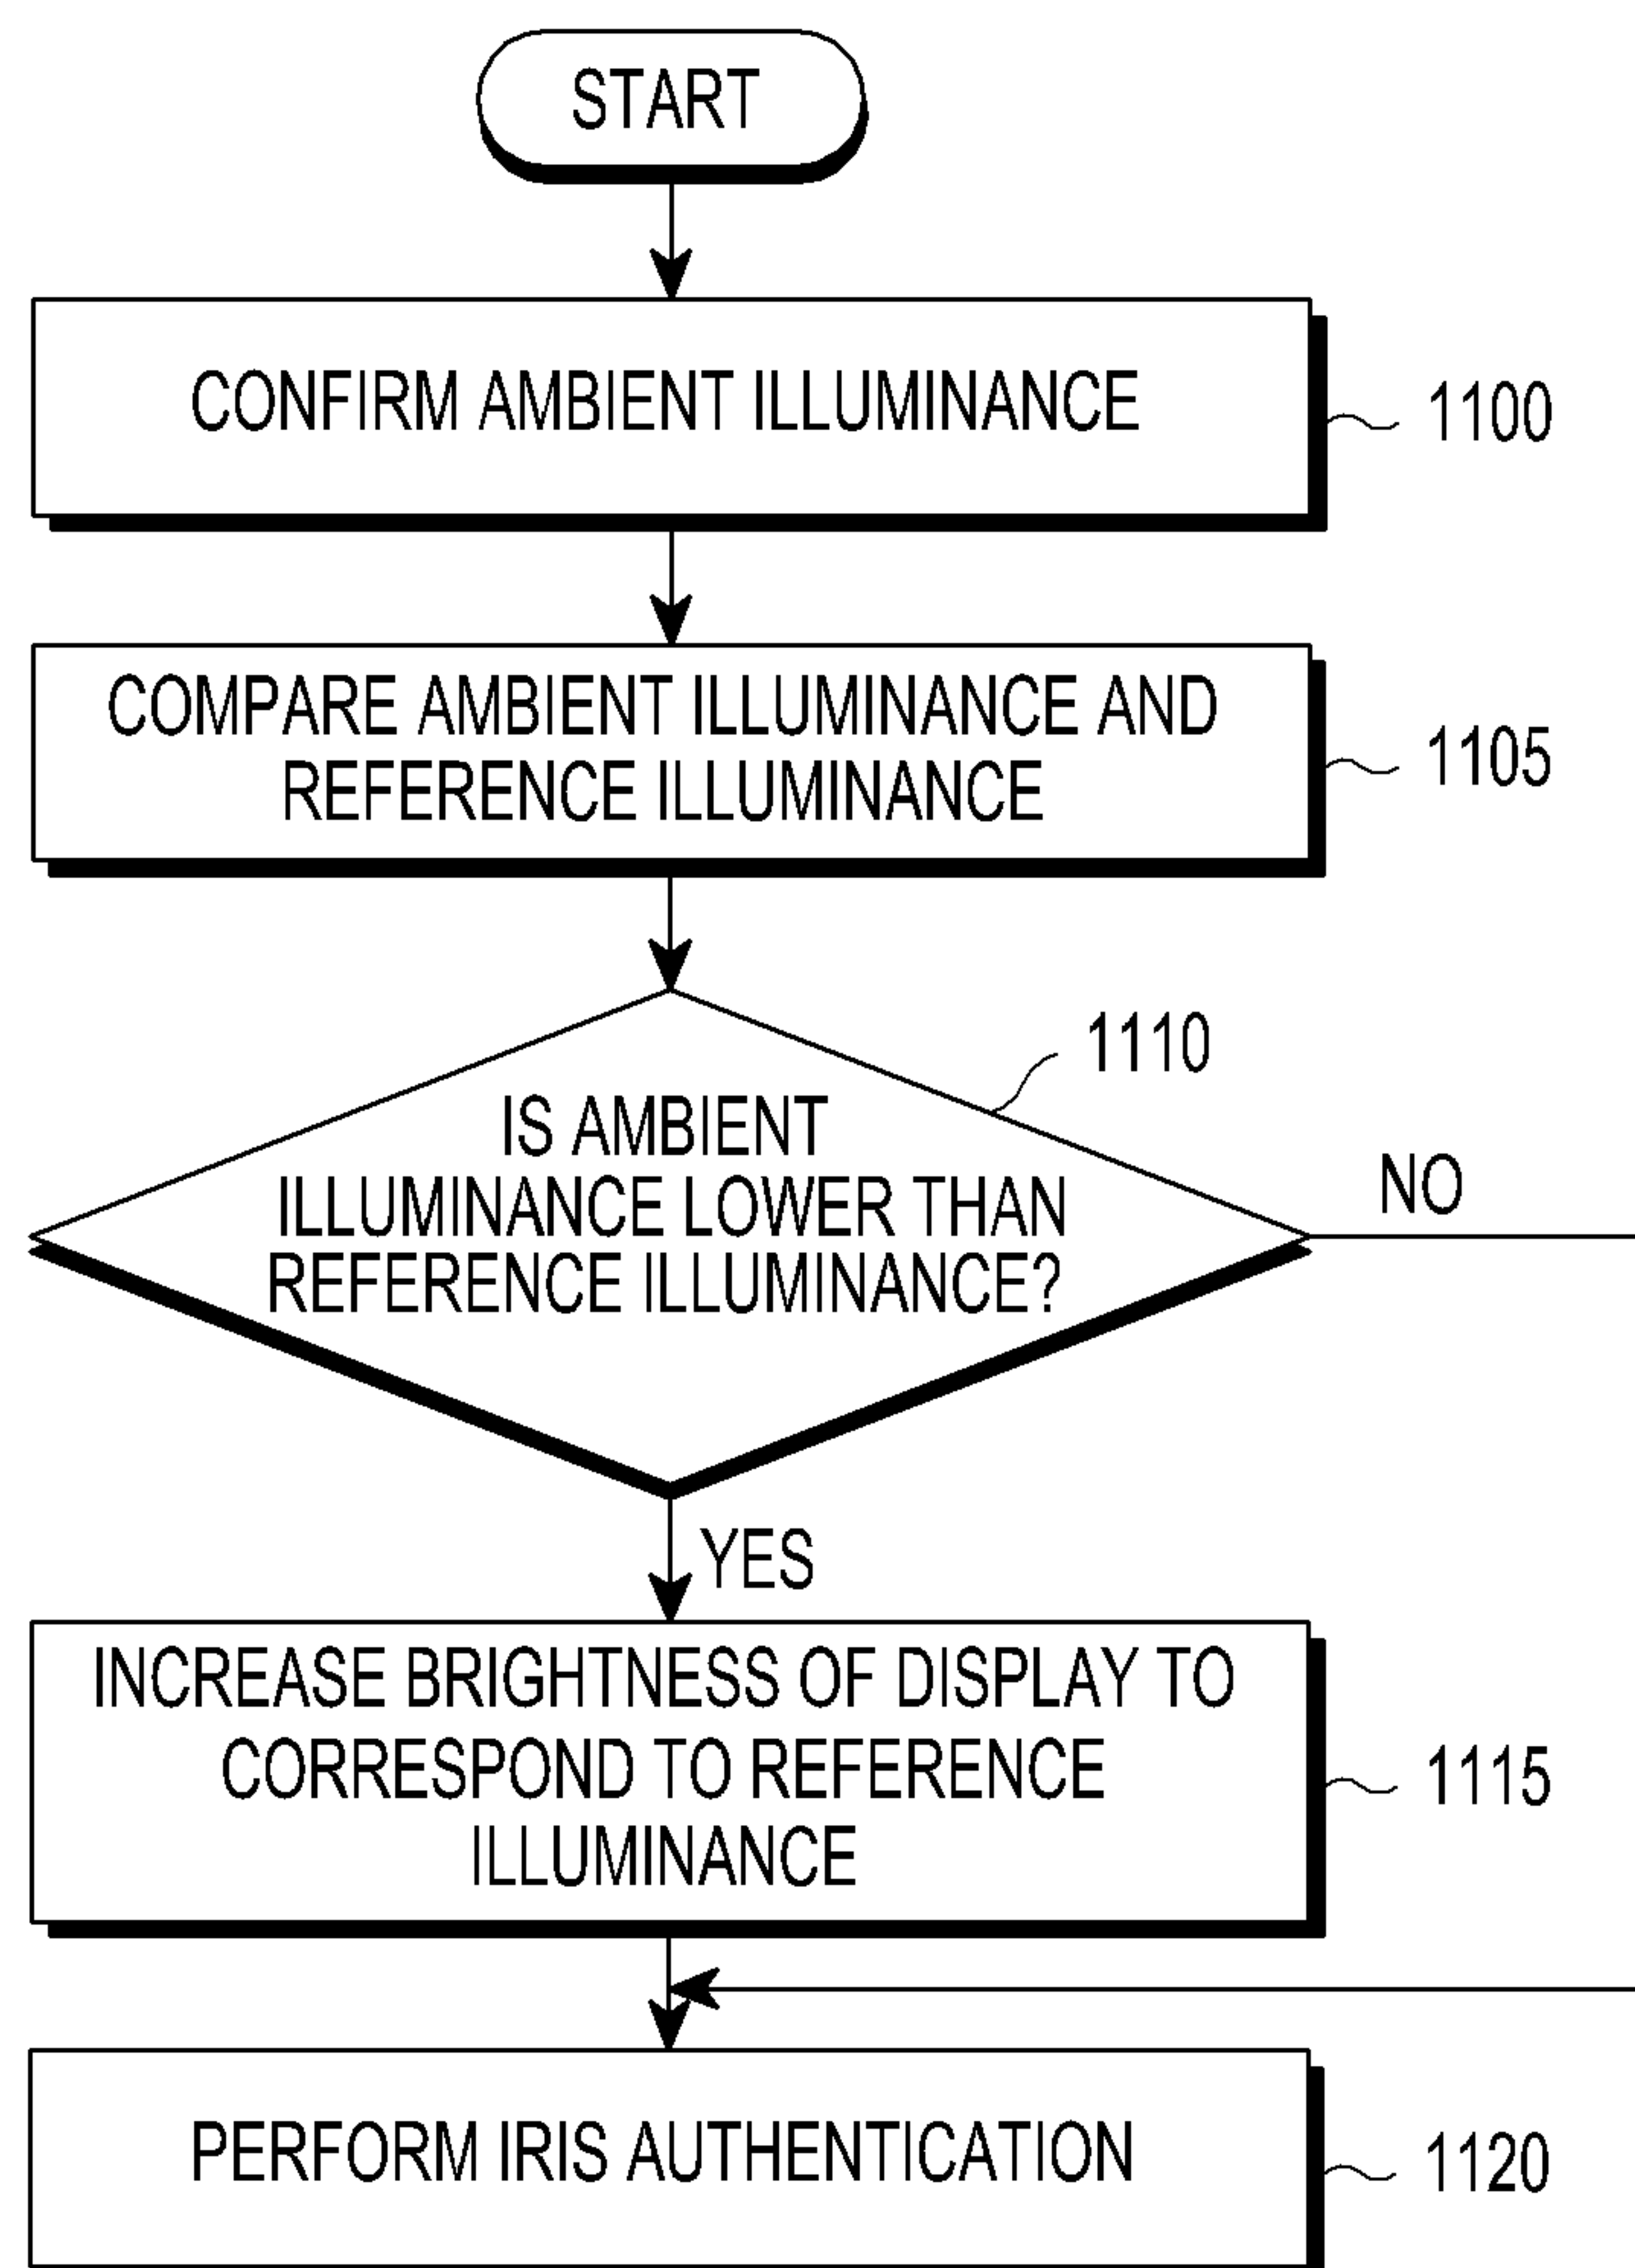 START
CONFIRM AMBIENT ILLUMINANCE
1100
COMPARE AMBIENT ILLUMINANCE AND
REFERENCE ILLUMINANCE
1105
1110
IS AMBIENT
ILLUMINANCE LOWER THAN
REFERENCE ILLUMINANCE?
NO
YES
INCREASE BRIGHTNESS OF DISPLAY TO
CORRESPOND TO REFERENCE
ILLUMINANCE
1115
PERFORM IRIS AUTHENTICATION
1120